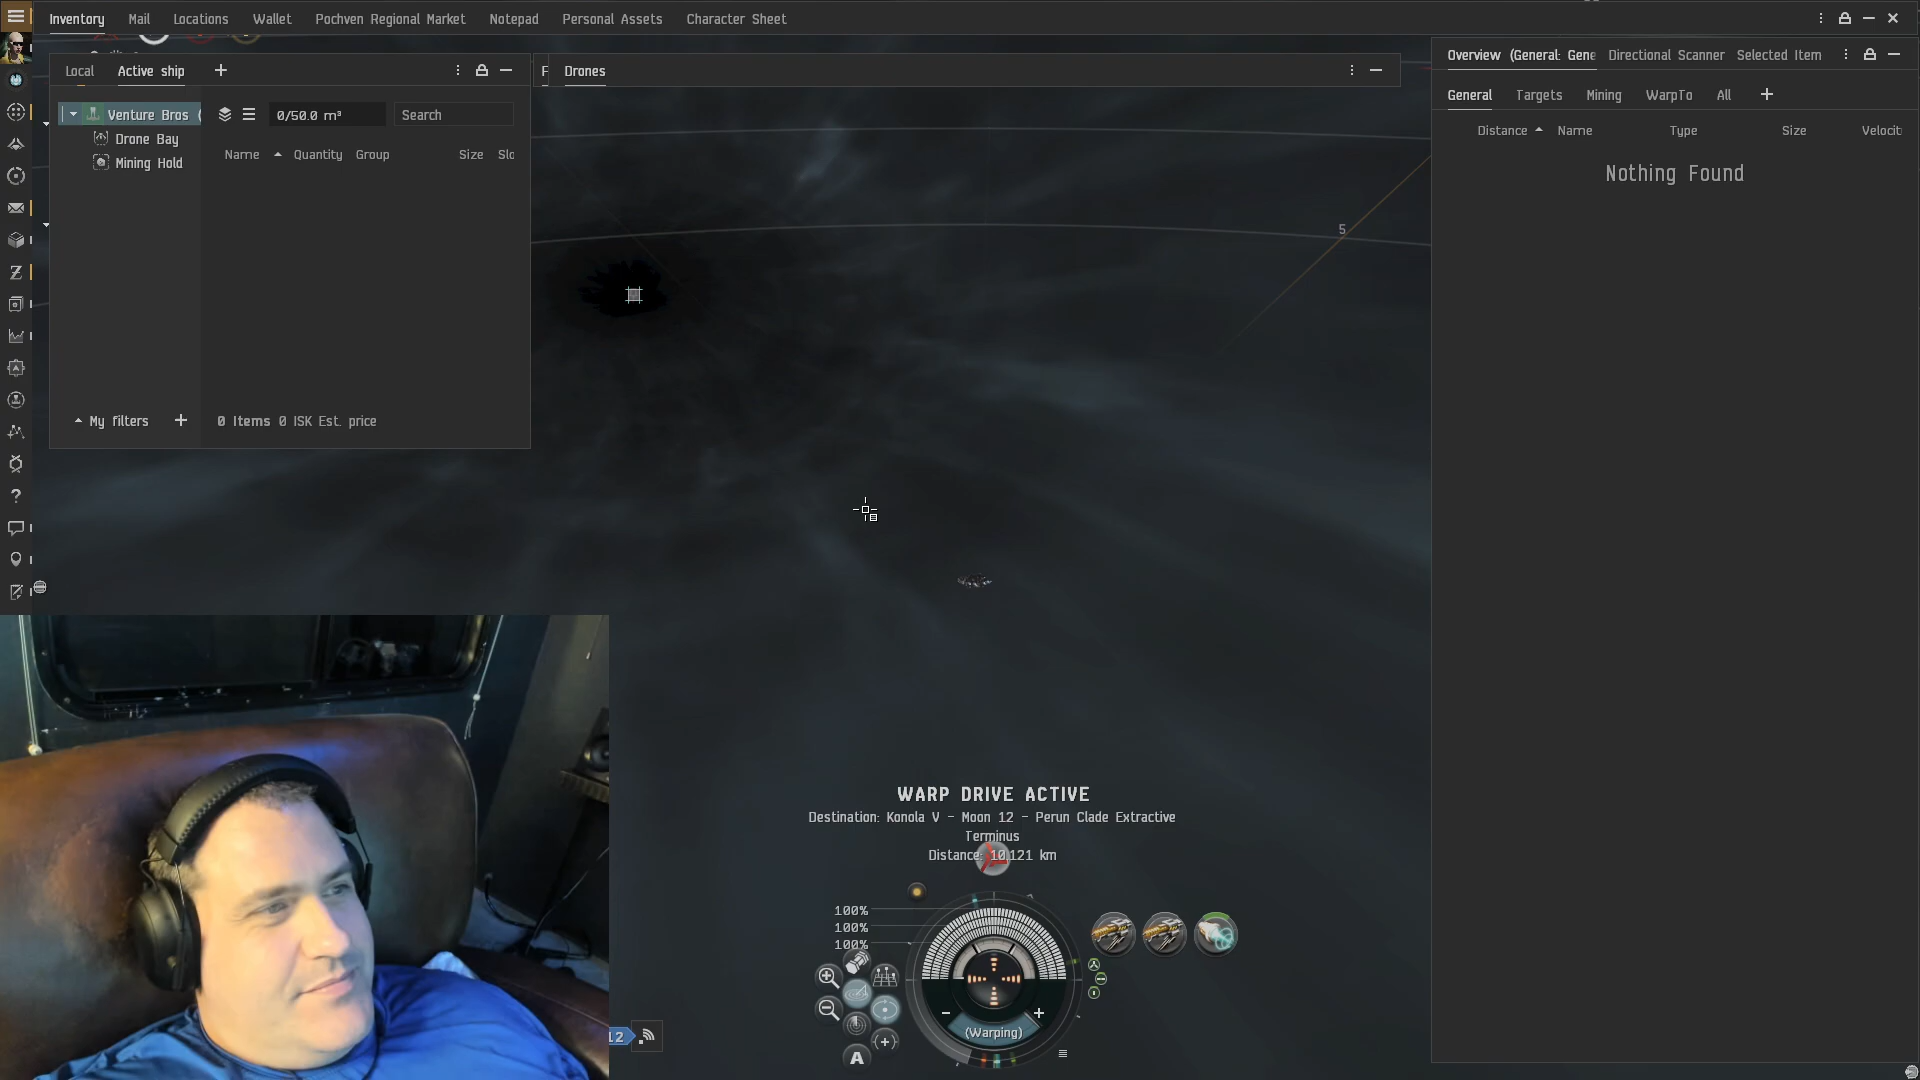 Inventory Mail Locations Wallet Pochven Regional Market Notepad Personal Assets Character Sheet
Local Active ship
Drones
Overview (General: Gene Directional Scanner Selected Item
General Targets Mining WarpTo All
Distance Name Type Size Velocit
Nothing Found
Venture Bros (
Drone Bay
Mining Hold
0/50.0 m³
Search
Name Quantity Group Size Slo
My filters
0 Items 0 ISK Est. price
5
WARP DRIVE ACTIVE
Destination: Konola V - Moon 12 - Perun Clade Extractive
Terminus
Distance: 10,121 km
100%
100%
100%
(Warping)
A
12